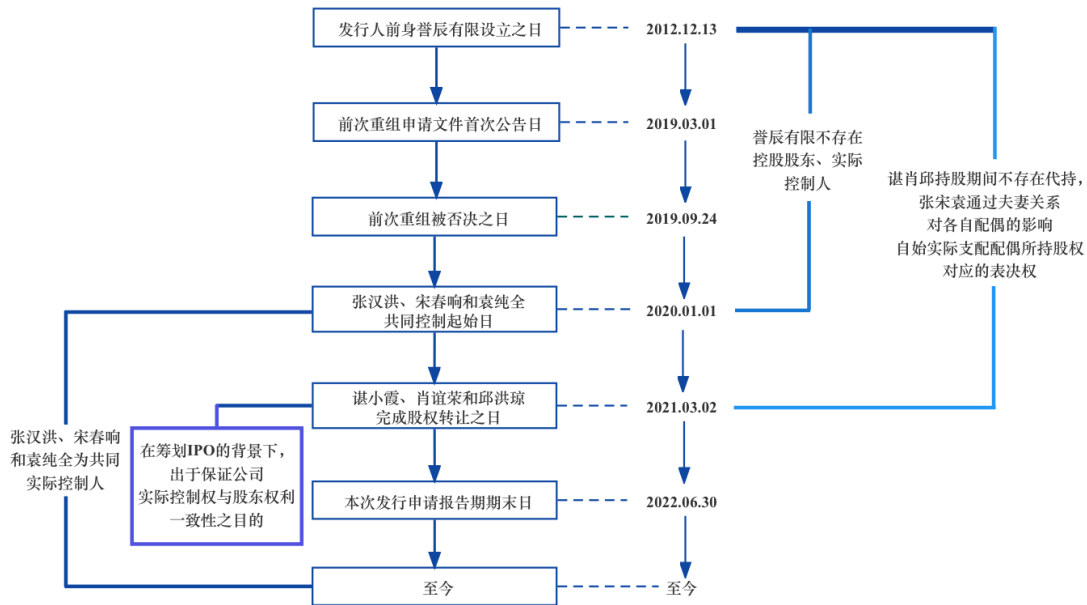 发行人前身誉辰有限设立之日
2012.12.13
前次重组申请文件首次公告日
2019.03.01
誉辰有限不存在
控股股东、实际
控制人
谌肖邱持股期间不存在代持，
张宋袁通过夫妻关系
对各自配偶的影响
自始实际支配配偶所持股权
对应的表决权
前次重组被否决之日
2019.09.24
张汉洪、宋春响和袁纯全
共同控制起始日
2020.01.01
谌小霞、肖谊荣和邱洪琼
完成股权转让之日
2021.03.02
张汉洪、宋春响
和袁纯全为共同
实际控制人
在筹划IPO的背景下，
出于保证公司
实际控制权与股东权利
一致性之目的
本次发行申请报告期期末日
2022.06.30
至今
至今